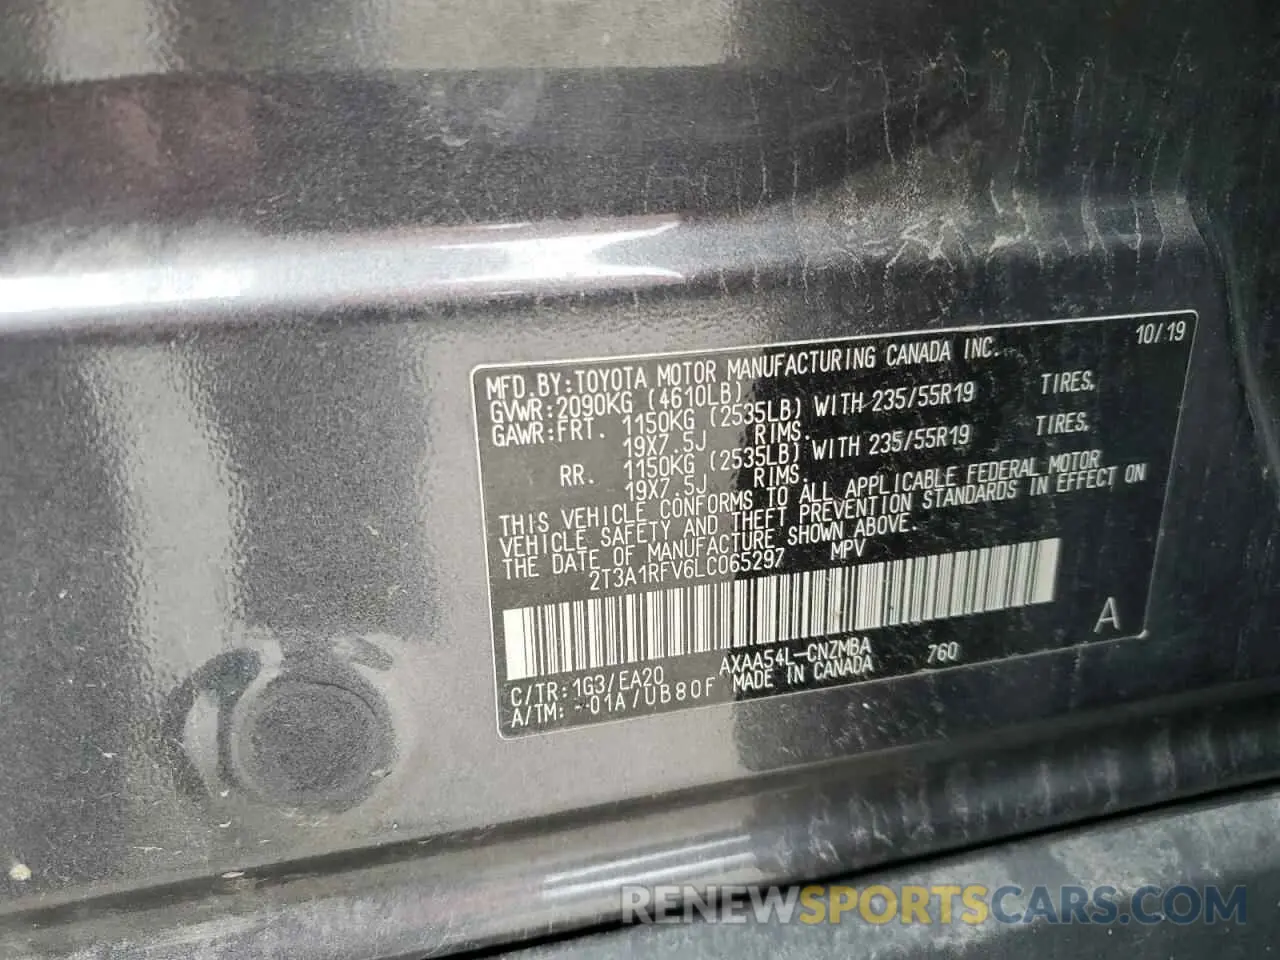 10/19
MFD.BY:TOYOTA MOTOR MANUFACTURING CANADA INC.
GVWR:2090KG (4610LB)
GAWR:FRT. 1150KG (2535LB) WITH 235/55R19 TIRES,
19X7.5J RIMS.
RR. 1150KG (2535LB) WITH 235/55R19 TIRES,
19X7.5J RIMS.
THIS VEHICLE CONFORMS TO ALL APPLICABLE FEDERAL MOTOR
VEHICLE SAFETY AND THEFT PREVENTION STANDARDS IN EFFECT ON
THE DATE OF MANUFACTURE SHOWN ABOVE.
2T3A1RFV6LC065297 MPV
A
C/TR:1G3/EA20 AXAA54L-CNZMBA 760
A/TM:-01A/UB80F MADE IN CANADA
RENEWSPORTSCARS.COM